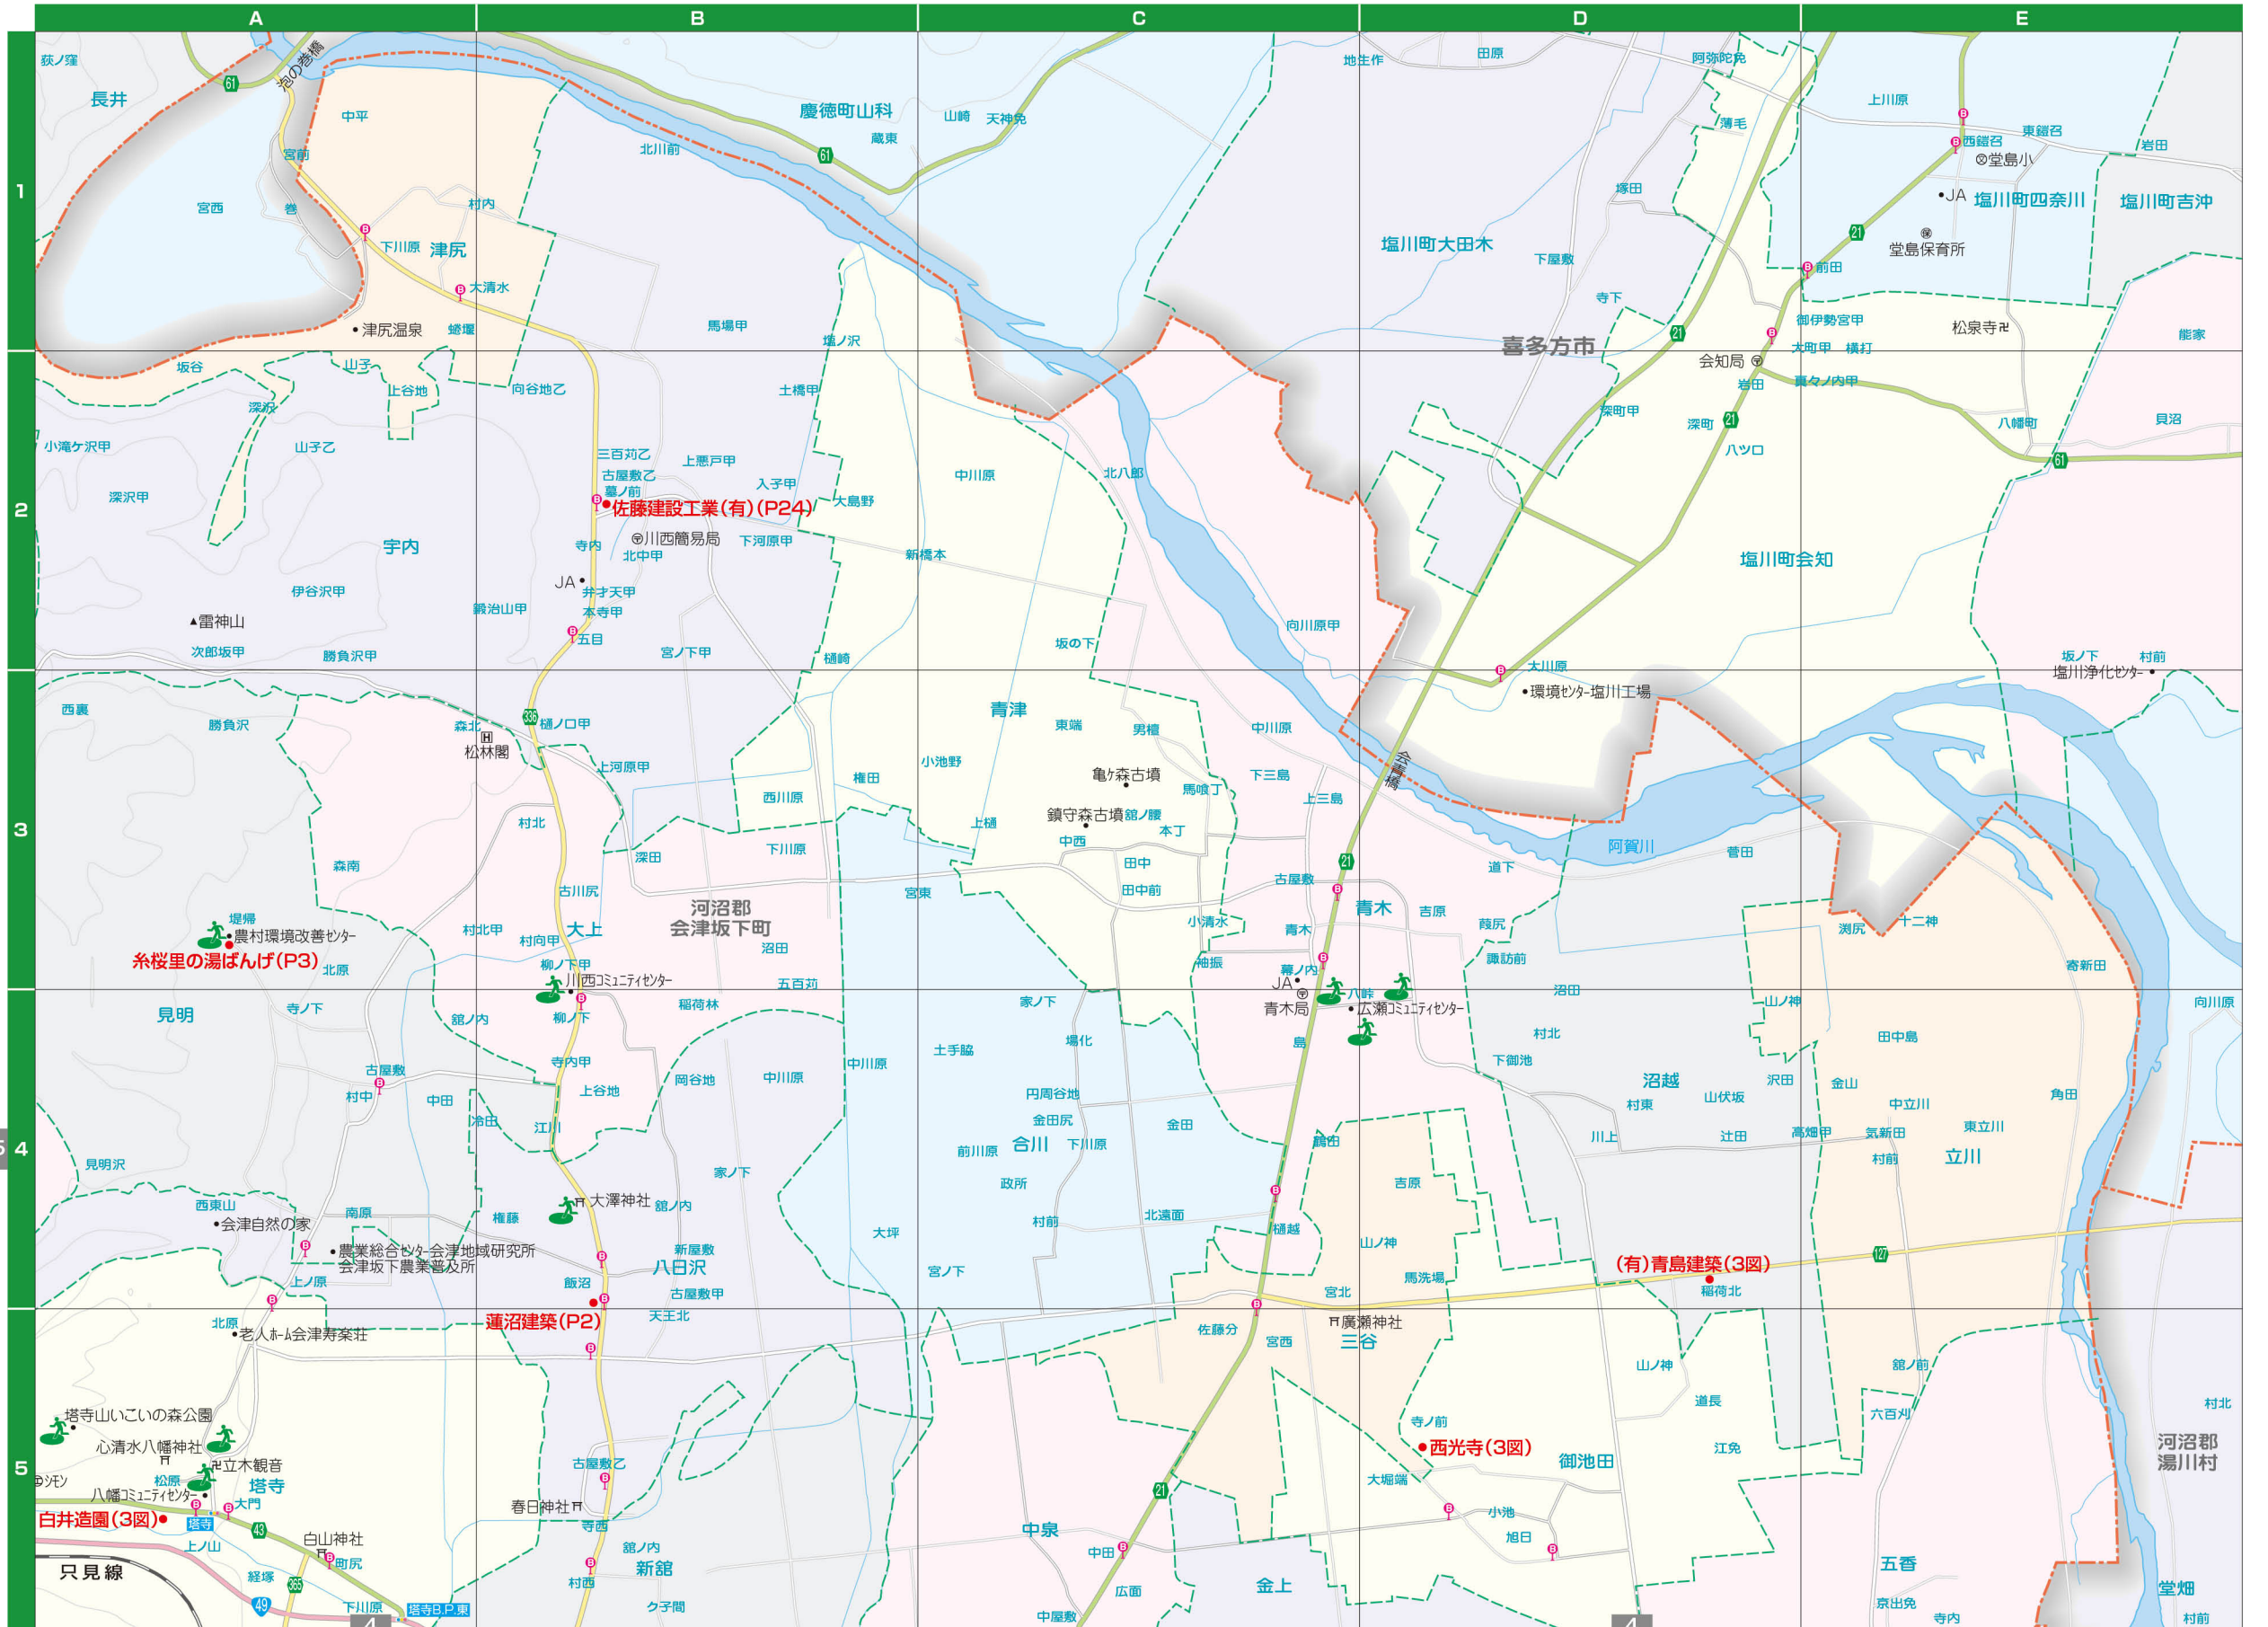 A
B
C
D
E
1
荻ノ窪
長井
61
泡の巻橋
中平
宮前
宮西
巻
村内
下川原
津尻
大清水
津尻温泉
蛯堰
北川前
慶徳町山科
蔵東
61
山崎
天神免
馬場甲
塩ノ沢
地生作
田原
阿弥陀免
薄毛
塚田
塩川町大田木
下屋敷
寺下
21
喜多方市
上川原
東鎧召
西鎧召
堂島小
岩田
JA
塩川町四奈川
塩川町吉沖
21
堂島保育所
前田
御伊勢宮甲
松泉寺
能家
大町甲
横打
2
坂谷
山子
上谷地
深沢
小滝ケ沢甲
山子乙
深沢甲
宇内
伊谷沢甲
雷神山
次郎坂甲
勝負沢甲
向谷地乙
土橋甲
三百苅乙
古屋敷乙
上悪戸甲
墓ノ前
入子甲
大島野
佐藤建設工業(有)(P24)
川西簡易局
寺内
北中甲
下河原甲
JA
弁才天甲
鍛治山甲
本寺甲
五目
宮ノ下甲
樋崎
中川原
北八郎
新橋本
坂の下
向川原甲
会知局
岩田
真々ノ内甲
深町甲
深町
21
八ツ口
八幡町
貝沼
61
塩川町会知
大川原
坂ノ下
村前
塩川浄化センター
3
西裏
勝負沢
森北
松林閣
336
樋ノ口甲
上河原甲
西川原
権田
村北
森南
深田
下川原
古川尻
堤帰
農村環境改善センター
糸桜里の湯ばんげ(P3)
北原
村北甲
村向甲
大上
柳ノ下甲
川西コミュニティセンター
河沼郡
会津坂下町
沼田
五百苅
青津
東端
男壇
中川原
小池野
亀ヶ森古墳
下三島
馬喰丁
上三島
鎮守森古墳
舘ノ腰
本丁
上樋
中西
田中
田中前
宮東
古屋敷
小清水
青木
袖振
幕ノ内
JA
環境センター塩川工場
会青橋
21
阿賀川
菅田
道下
青木
吉原
葭尻
諏訪前
渕尻
十二神
寄新田
4
見明
寺ノ下
舘ノ内
柳ノ下
稲荷林
寺内甲
古屋敷
村中
中田
上谷地
岡谷地
中川原
冷田
江川
見明沢
家ノ下
西東山
会津自然の家
南原
権藤
大澤神社
舘ノ内
農業総合センター会津地域研究所
会津坂下農業普及所
新屋敷
八日沢
上ノ原
飯沼
古屋敷甲
蓮沼建築(P2)
天王北
家ノ下
青木局
八峠
広瀬コミュニティセンター
土手脇
場化
島
中川原
円周谷地
金田尻
金田
前川原
合川
下川原
鶴田
政所
村前
北遠面
大坪
樋越
宮ノ下
宮北
沼田
山ノ神
村北
下御池
沼越
沢田
村東
山伏坂
川上
辻田
吉原
山ノ神
馬洗場
(有)青島建築(3図)
稲荷北
向川原
田中島
金山
角田
中立川
高畑甲
気新田
東立川
村前
立川
127
5
北原
老人ホーム会津寿楽荘
塔寺山いこいの森公園
心清水八幡神社
立木観音
シモン
松原
塔寺
八幡コミュニティセンター
大門
白井造園(3図)
塔寺
43
上ノ山
白山神社
町尻
只見線
経塚
365
49
下川原
塔寺B.P.東
古屋敷乙
春日神社
寺西
舘ノ内
新舘
村西
ク子間
佐藤分
宮西
廣瀬神社
三谷
21
中泉
中田
広面
中屋敷
金上
山ノ神
道長
寺ノ前
西光寺(3図)
江免
大堀端
御池田
小池
旭日
舘ノ前
六百刈
村北
河沼郡
湯川村
五香
堂畑
京出免
寺内
村前
4
4